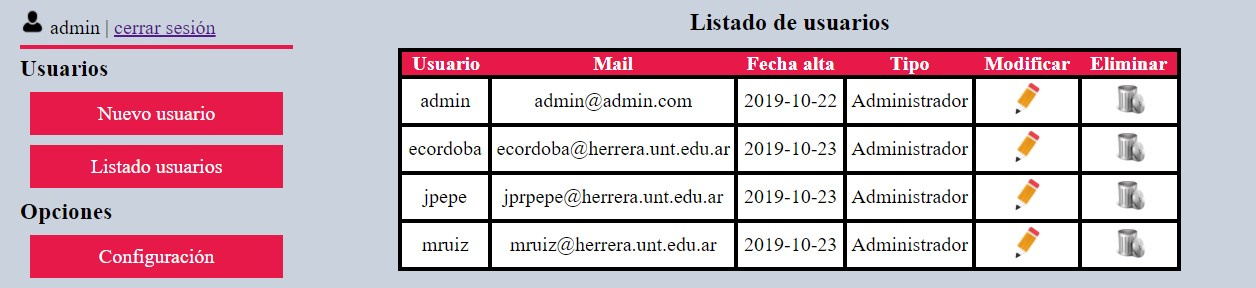 admin | cerrar sesión
Usuarios
Nuevo usuario
Listado usuarios
Opciones
Configuración
Listado de usuarios
Usuario Mail Fecha alta Tipo Modificar Eliminar
admin admin@admin.com 2019-10-22 Administrador
ecordoba ecordoba@herrera.unt.edu.ar 2019-10-23 Administrador
jpepe jprpepe@herrera.unt.edu.ar 2019-10-23 Administrador
mruiz mruiz@herrera.unt.edu.ar 2019-10-23 Administrador